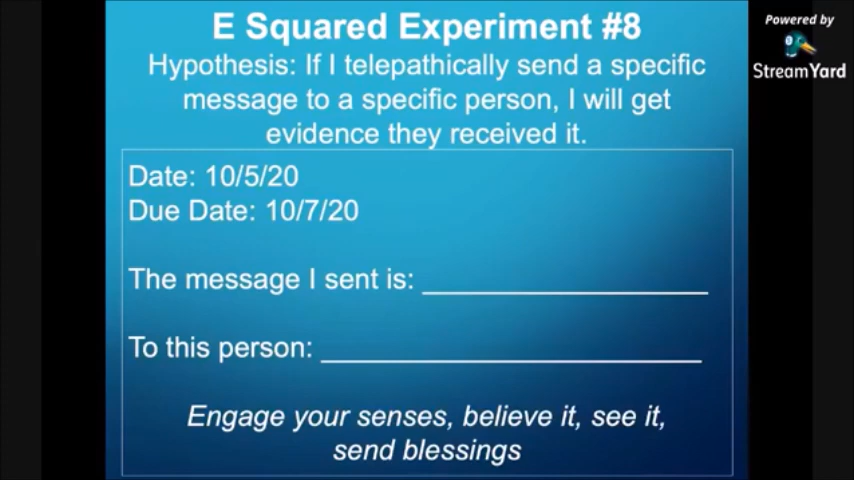 E Squared Experiment #8
Hypothesis: If I telepathically send a specific
message to a specific person, I will get
evidence they received it.
Date: 10/5/20
Due Date: 10/7/20
The message I sent is: ____________________
To this person: ___________________________
Engage your senses, believe it, see it,
send blessings
Powered by
StreamYard